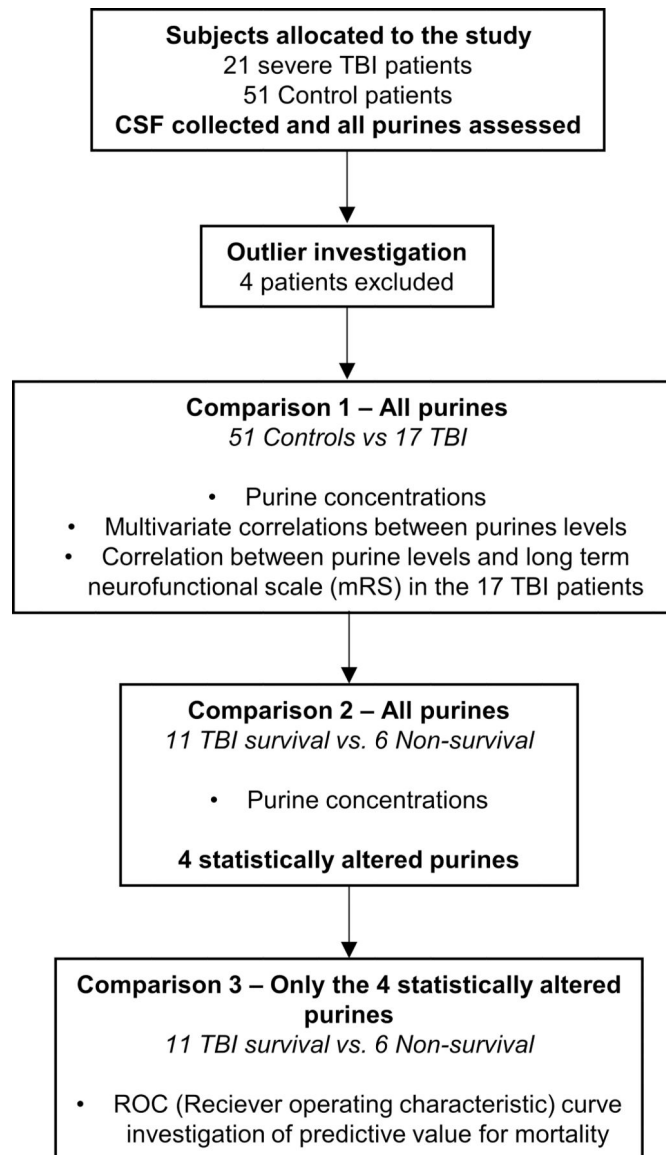 Subjects allocated to the study
21 severe TBI patients
51 Control patients
CSF collected and all purines assessed
Outlier investigation
4 patients excluded
Comparison 1 – All purines
51 Controls vs 17 TBI
• Purine concentrations
• Multivariate correlations between purines levels
• Correlation between purine levels and long term
neurofunctional scale (mRS) in the 17 TBI patients
Comparison 2 – All purines
11 TBI survival vs. 6 Non-survival
• Purine concentrations
4 statistically altered purines
Comparison 3 – Only the 4 statistically altered
purines
11 TBI survival vs. 6 Non-survival
• ROC (Reciever operating characteristic) curve
investigation of predictive value for mortality